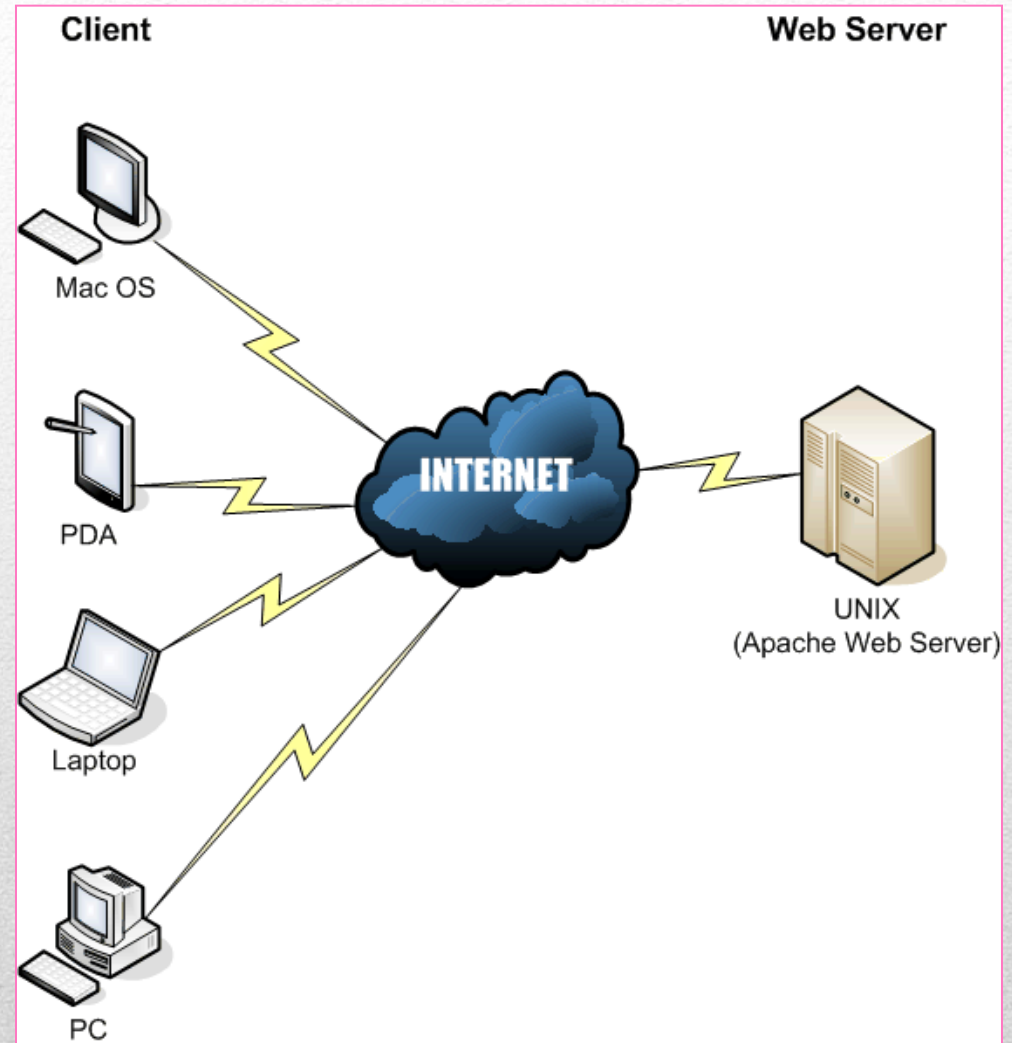 Client
Web Server
Mac OS
PDA
INTERNET
UNIX
(Apache Web Server)
Laptop
PC